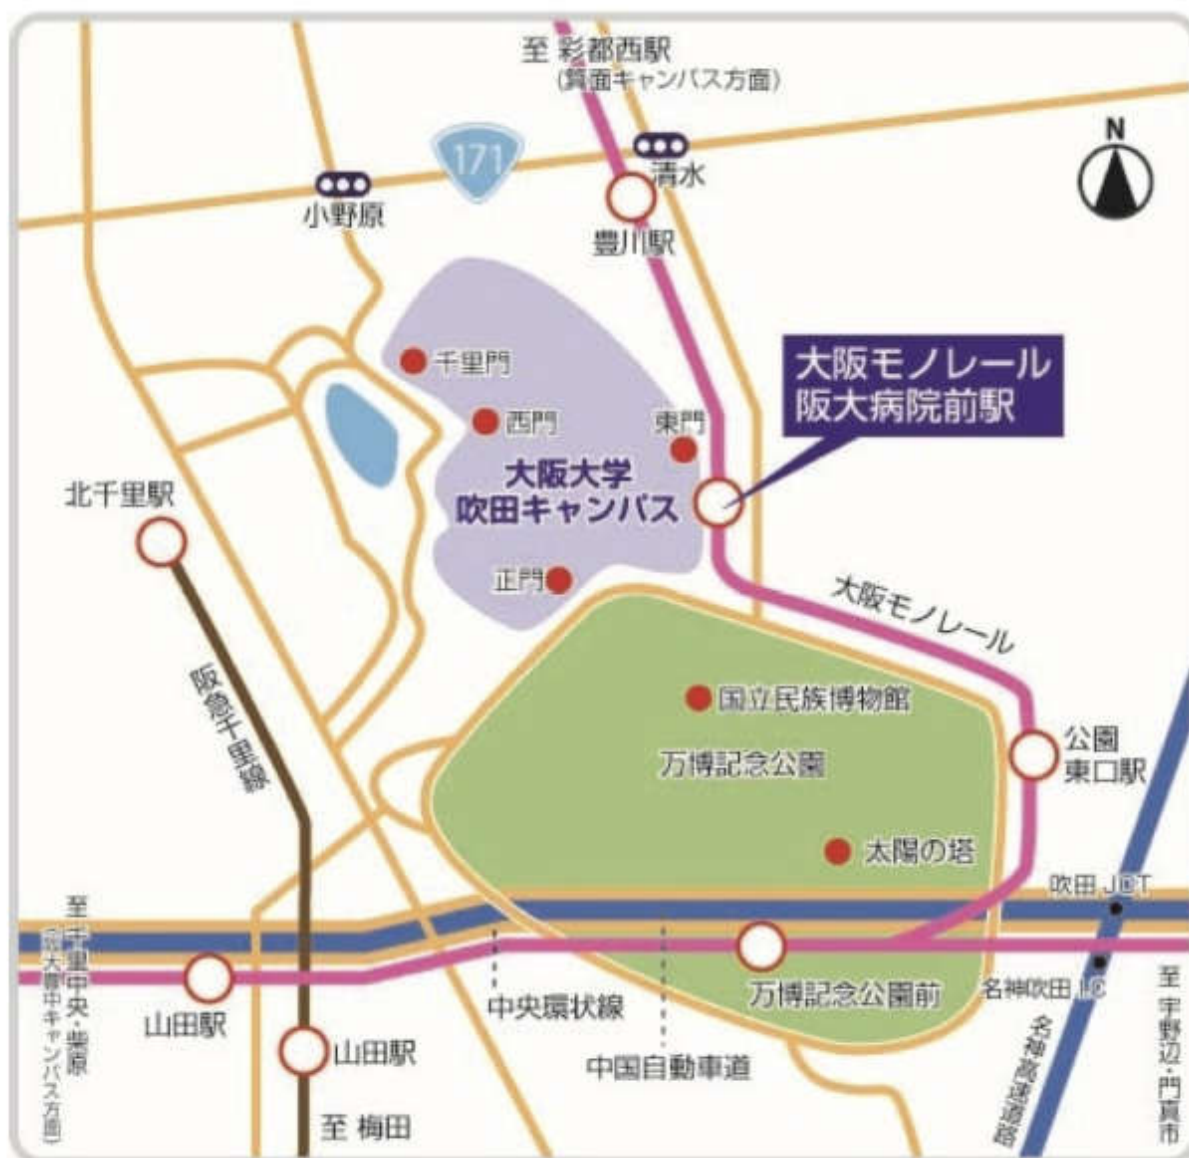 至 彩都西駅
(箕面キャンパス方面)
N
171
清水
小野原
豊川駅
大阪モノレール
阪大病院前駅
千里門
西門
東門
大阪大学
吹田キャンパス
北千里駅
正門
大阪モノレール
阪急千里線
国立民族博物館
万博記念公園
公園
東口駅
太陽の塔
吹田 JCT
至 千里中央・柴原
(阪大豊中キャンパス方面)
名神吹田 I.C
万博記念公園前
中央環状線
山田駅
山田駅
中国自動車道
名神高速道路
至 宇野辺・門真市
至 梅田